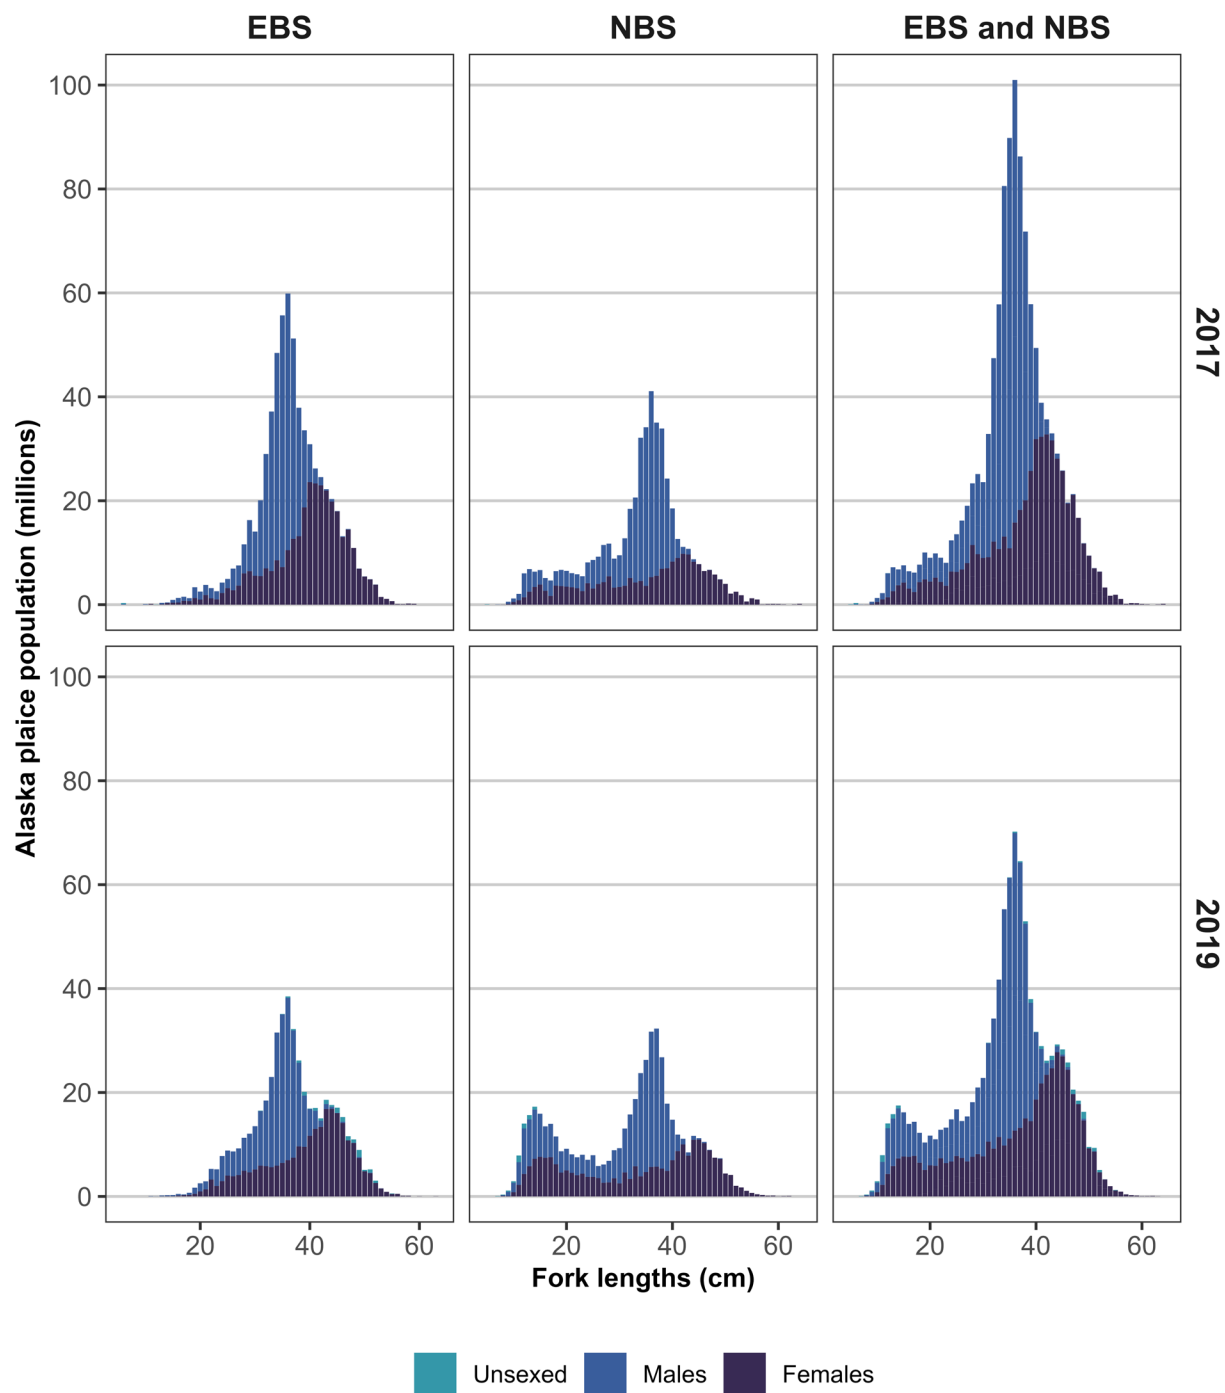 EBS NBS EBS and NBS
100
80
60
40
20
0
2017
Alaska plaice population (millions)
100
80
60
40
20
0
2019
20 40 60 20 40 60 20 40 60
Fork lengths (cm)
Unsexed Males Females